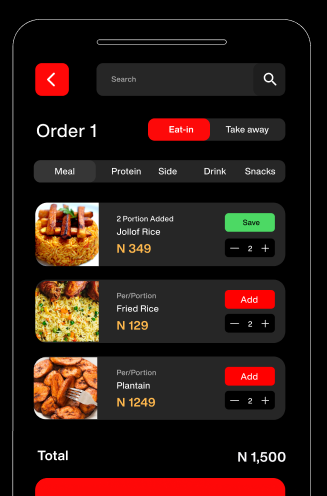 Search
Order 1
Eat-in
Take away
Meal
Protein
Side
Drink
Snacks
2 Portion Added
Jollof Rice
N 349
Save
— 2 +
Per/Portion
Fried Rice
N 129
Add
— 2 +
Per/Portion
Plantain
N 1249
Add
— 2 +
Total
N 1,500